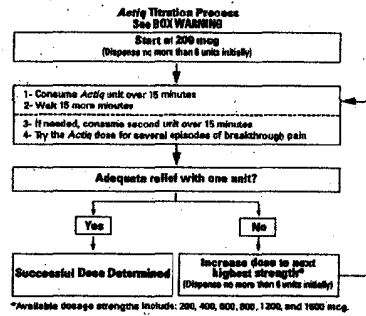 Actiq Titration Process
See BOX WARNING
Start at 200 mcg
(Dispense no more than 6 units initially)
1- Consume Actiq unit over 15 minutes
2- Wait 15 more minutes
3- If needed, consume second unit over 15 minutes
4- Try the Actiq dose for several episodes of breakthrough pain
Adequate relief with one unit?
Yes
No
Successful Dose Determined
Increase dose to next
highest strength*
(Dispense no more than 6 units initially)
*Available dosage strengths include: 200, 400, 600, 800, 1200, and 1600 mcg.